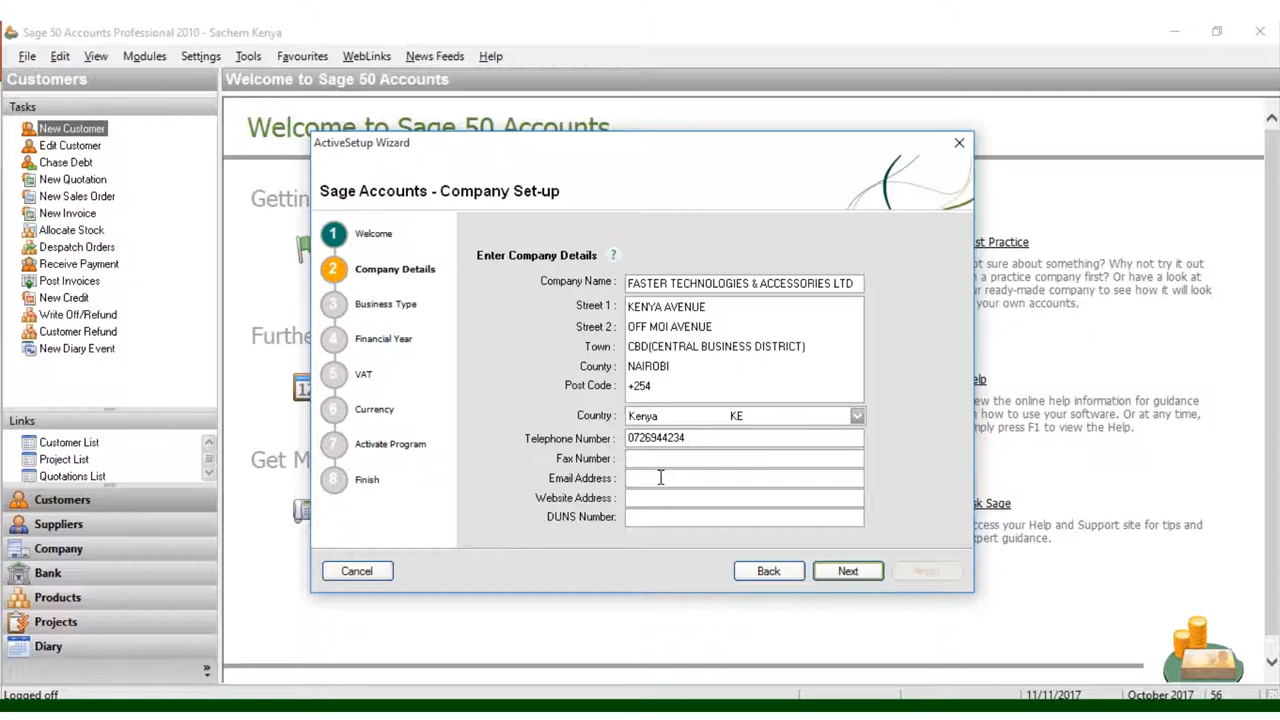 Sage 50 Accounts Professional 2010 - Sachem Kenya
File Edit View Modules Settings Tools Favourites WebLinks News Feeds Help
Customers
Welcome to Sage 50 Accounts
Tasks
New Customer
Edit Customer
Chase Debt
New Quotation
New Sales Order
New Invoice
Allocate Stock
Despatch Orders
Receive Payment
Post Invoices
New Credit
Write Off/Refund
Customer Refund
New Diary Event
Links
Customer List
Project List
Quotations List
Customers
Suppliers
Company
Bank
Products
Projects
Diary
Logged off
Welcome to Sage 50 Accounts
Gettin
Furthe
Get M
ActiveSetup Wizard
Sage Accounts - Company Set-up
1 Welcome
2 Company Details
3 Business Type
4 Financial Year
5 VAT
6 Currency
7 Activate Program
8 Finish
Enter Company Details ?
Company Name : FASTER TECHNOLOGIES & ACCESSORIES LTD
Street 1 : KENYA AVENUE
Street 2 : OFF MOI AVENUE
Town : CBD(CENTRAL BUSINESS DISTRICT)
County : NAIROBI
Post Code : +254
Country : Kenya KE
Telephone Number : 0726944234
Fax Number :
Email Address :
Website Address :
DUNS Number:
Cancel Back Next
st Practice
ot sure about something? Why not try it out
n a practice company first? Or have a look at
ur ready-made company to see how it will look
your own accounts.
elp
iew the online help information for guidance
how to use your software. Or at any time,
mply press F1 to view the Help.
sk Sage
ccess your Help and Support site for tips and
xpert guidance.
11/11/2017 October 2017 56